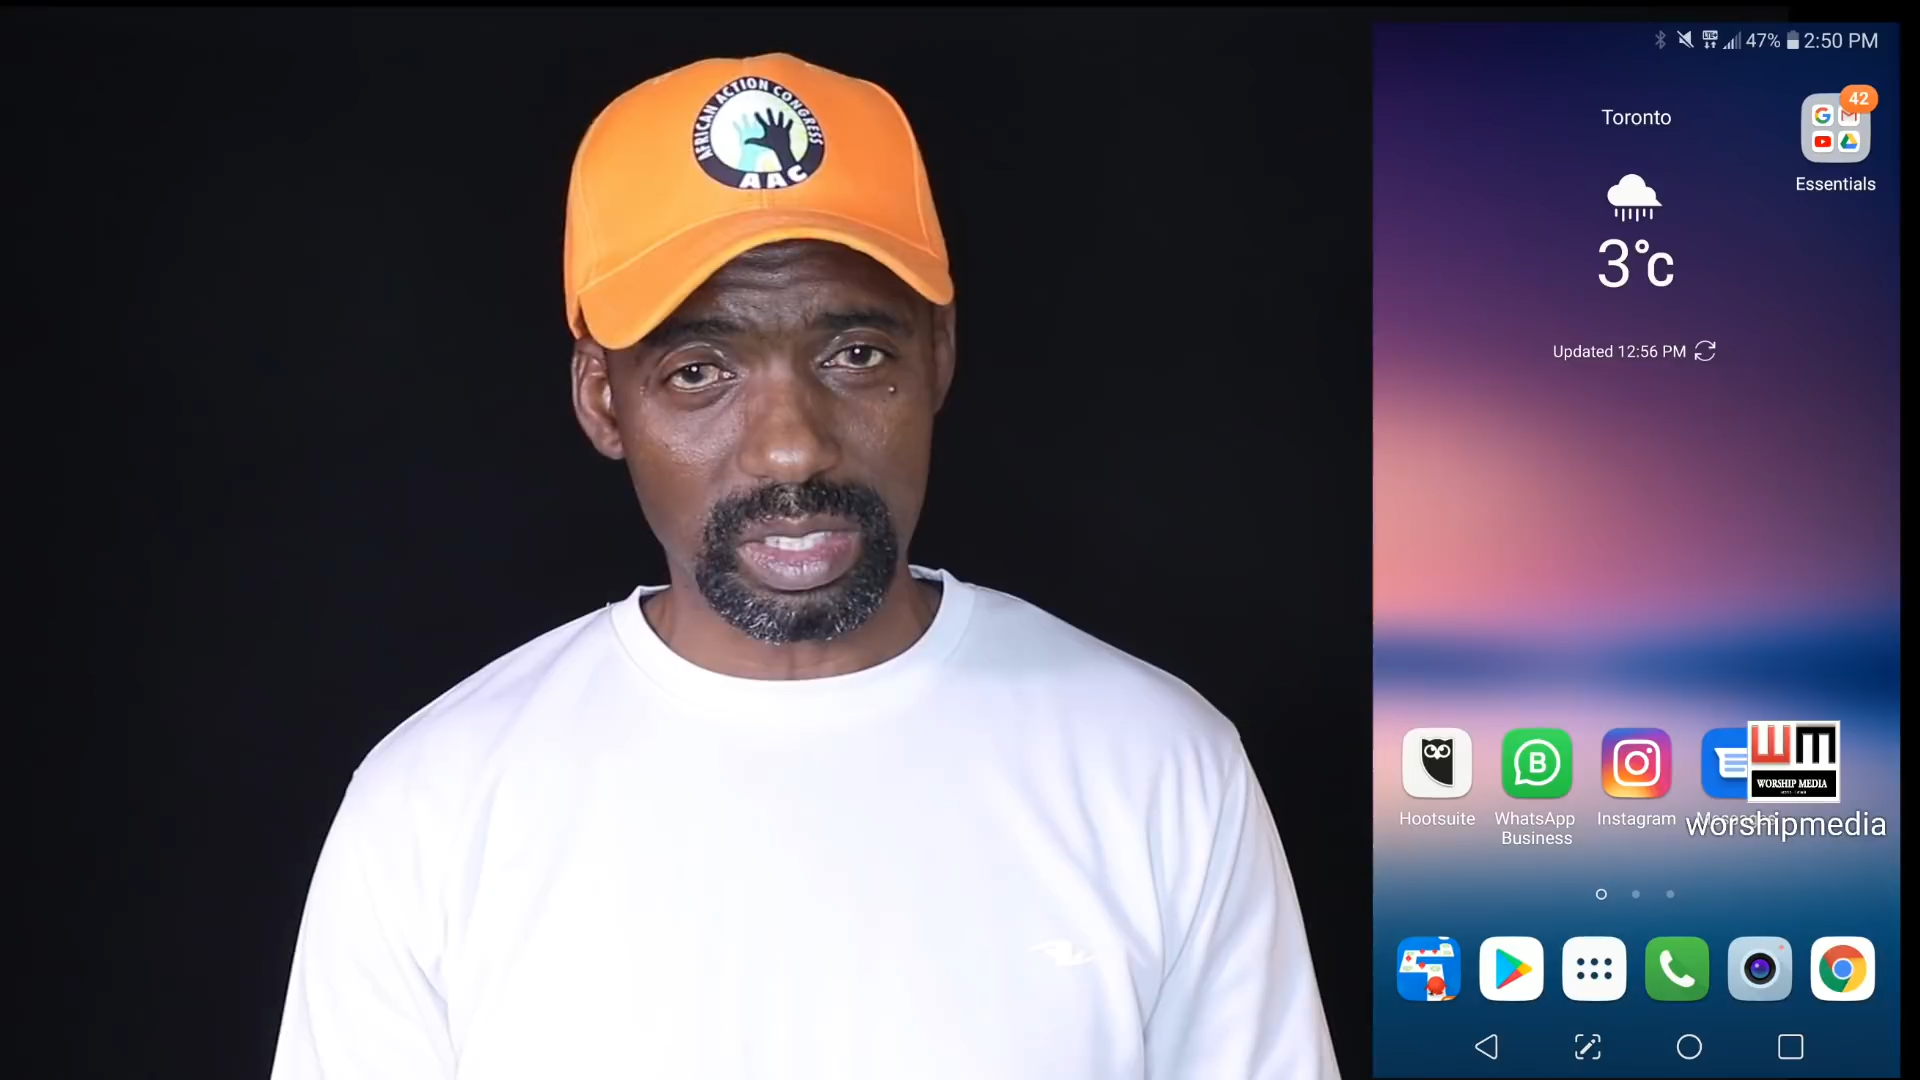 AFRICAN ACTION CONGRESS
AAC
47% 2:50 PM
Toronto
42
Essentials
3°c
Updated 12:56 PM
B
WM
WORSHIP MEDIA
Hootsuite
WhatsApp
Business
Instagram
worshipmedia